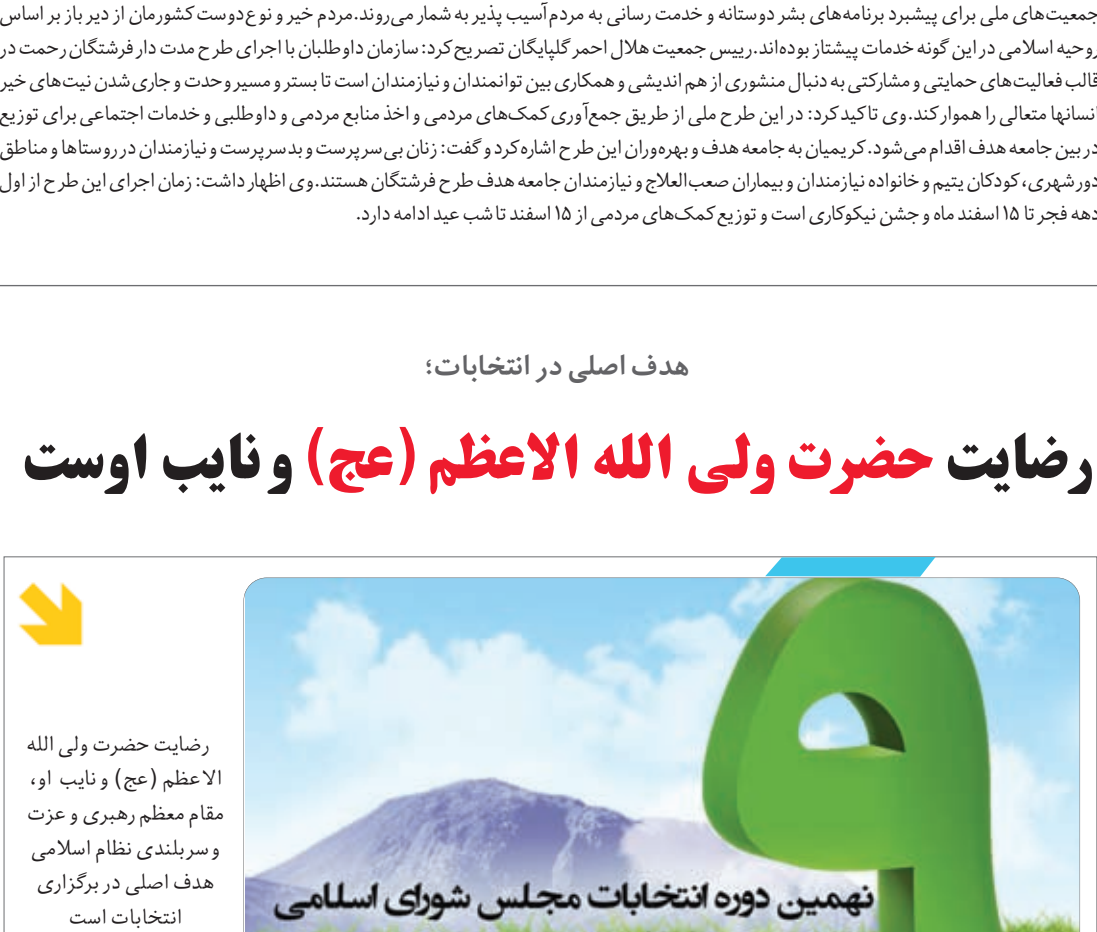 جمعیت‌های ملی برای پیشبرد برنامه‌های بشر دوستانه و خدمت رسانی به مردم آسیب پذیر به شمار می‌روند.مردم خیر و نوع‌دوست کشورمان از دیر باز بر اساس
روحیه اسلامی در این گونه خدمات پیشتاز بوده‌اند.رییس جمعیت هلال احمر گلپایگان تصریح کرد: سازمان داوطلبان با اجرای طرح مدت دار فرشتگان رحمت در
قالب فعالیت‌های حمایتی و مشارکتی به دنبال منشوری از هم اندیشی و همکاری بین توانمندان و نیازمندان است تا بستر و مسیر وحدت و جاری شدن نیت‌های خیر
انسانها متعالی را هموار کند.وی تاکید کرد: در این طرح ملی از طریق جمع‌آوری کمک‌های مردمی و اخذ منابع مردمی و داوطلبی و خدمات اجتماعی برای توزیع
در بین جامعه هدف اقدام می‌شود.کریمیان به جامعه هدف و بهره‌وران این طرح اشاره کرد و گفت: زنان بی‌سرپرست و بدسرپرست و نیازمندان در روستاها و مناطق
دور شهری، کودکان یتیم و خانواده نیازمندان و بیماران صعب‌العلاج و نیازمندان جامعه هدف طرح فرشتگان هستند.وی اظهار داشت: زمان اجرای این طرح از اول
دهه فجر تا ۱۵ اسفند ماه و جشن نیکوکاری است و توزیع کمک‌های مردمی از ۱۵ اسفند تا شب عید ادامه دارد.
هدف اصلی در انتخابات؛
رضایت حضرت ولی الله الاعظم (عج) و نایب اوست
رضایت حضرت ولی الله
الاعظم (عج) و نایب او،
مقام معظم رهبری و عزت
و سربلندی نظام اسلامی
هدف اصلی در برگزاری
انتخابات است
۹
نهمین دوره انتخابات مجلس شورای اسلامی